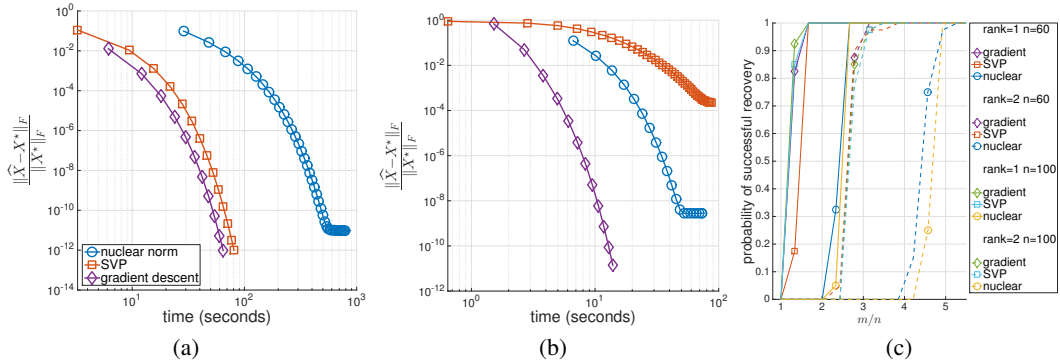 10^0
10^-2
10^-4
10^-6
10^-8
10^-10
10^-12
10^-14
‖X̂−X*‖_F
‖X*‖_F
nuclear norm
SVP
gradient descent
10^1
10^2
10^3
time (seconds)
(a)
10^0
10^-2
10^-4
10^-6
10^-8
10^-10
10^-12
‖X̂−X*‖_F
‖X*‖_F
10^0
10^1
10^2
time (seconds)
(b)
probability of successful recovery
1
0.9
0.8
0.7
0.6
0.5
0.4
0.3
0.2
0.1
0
1
2
3
4
5
m/n
rank=1 n=60
gradient
SVP
nuclear
rank=2 n=60
gradient
SVP
nuclear
rank=1 n=100
gradient
SVP
nuclear
rank=2 n=100
gradient
SVP
nuclear
(c)